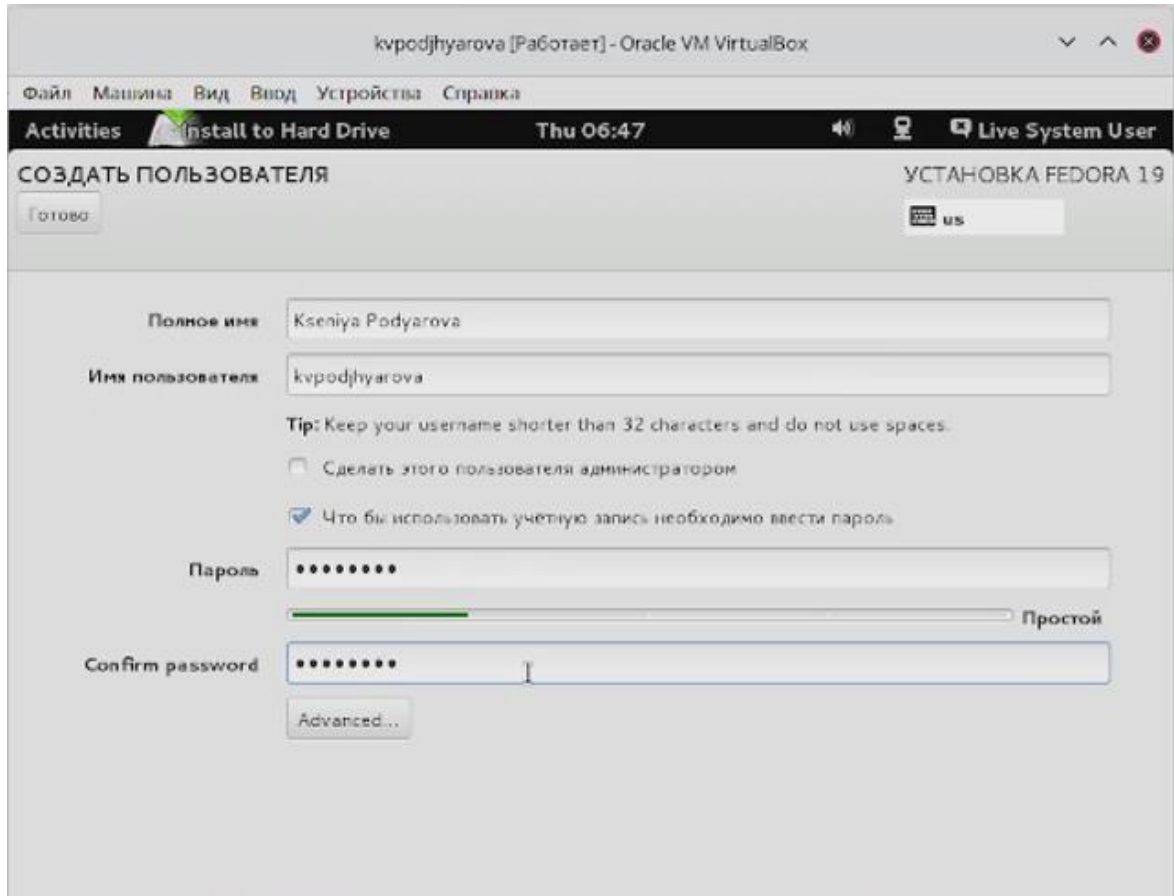 kvpodjhyarova [Работает] - Oracle VM VirtualBox
Файл Машина Вид Ввод Устройства Справка
Activities Install to Hard Drive Thu 06:47 Live System User
СОЗДАТЬ ПОЛЬЗОВАТЕЛЯ УСТАНОВКА FEDORA 19
Готово us
Полное имя Kseniya Podyarova
Имя пользователя kvpodjhyarova
Tip: Keep your username shorter than 32 characters and do not use spaces.
Сделать этого пользователя администратором
Что бы использовать учётную запись необходимо ввести пароль
Пароль ••••••••
Простой
Confirm password ••••••••
Advanced...